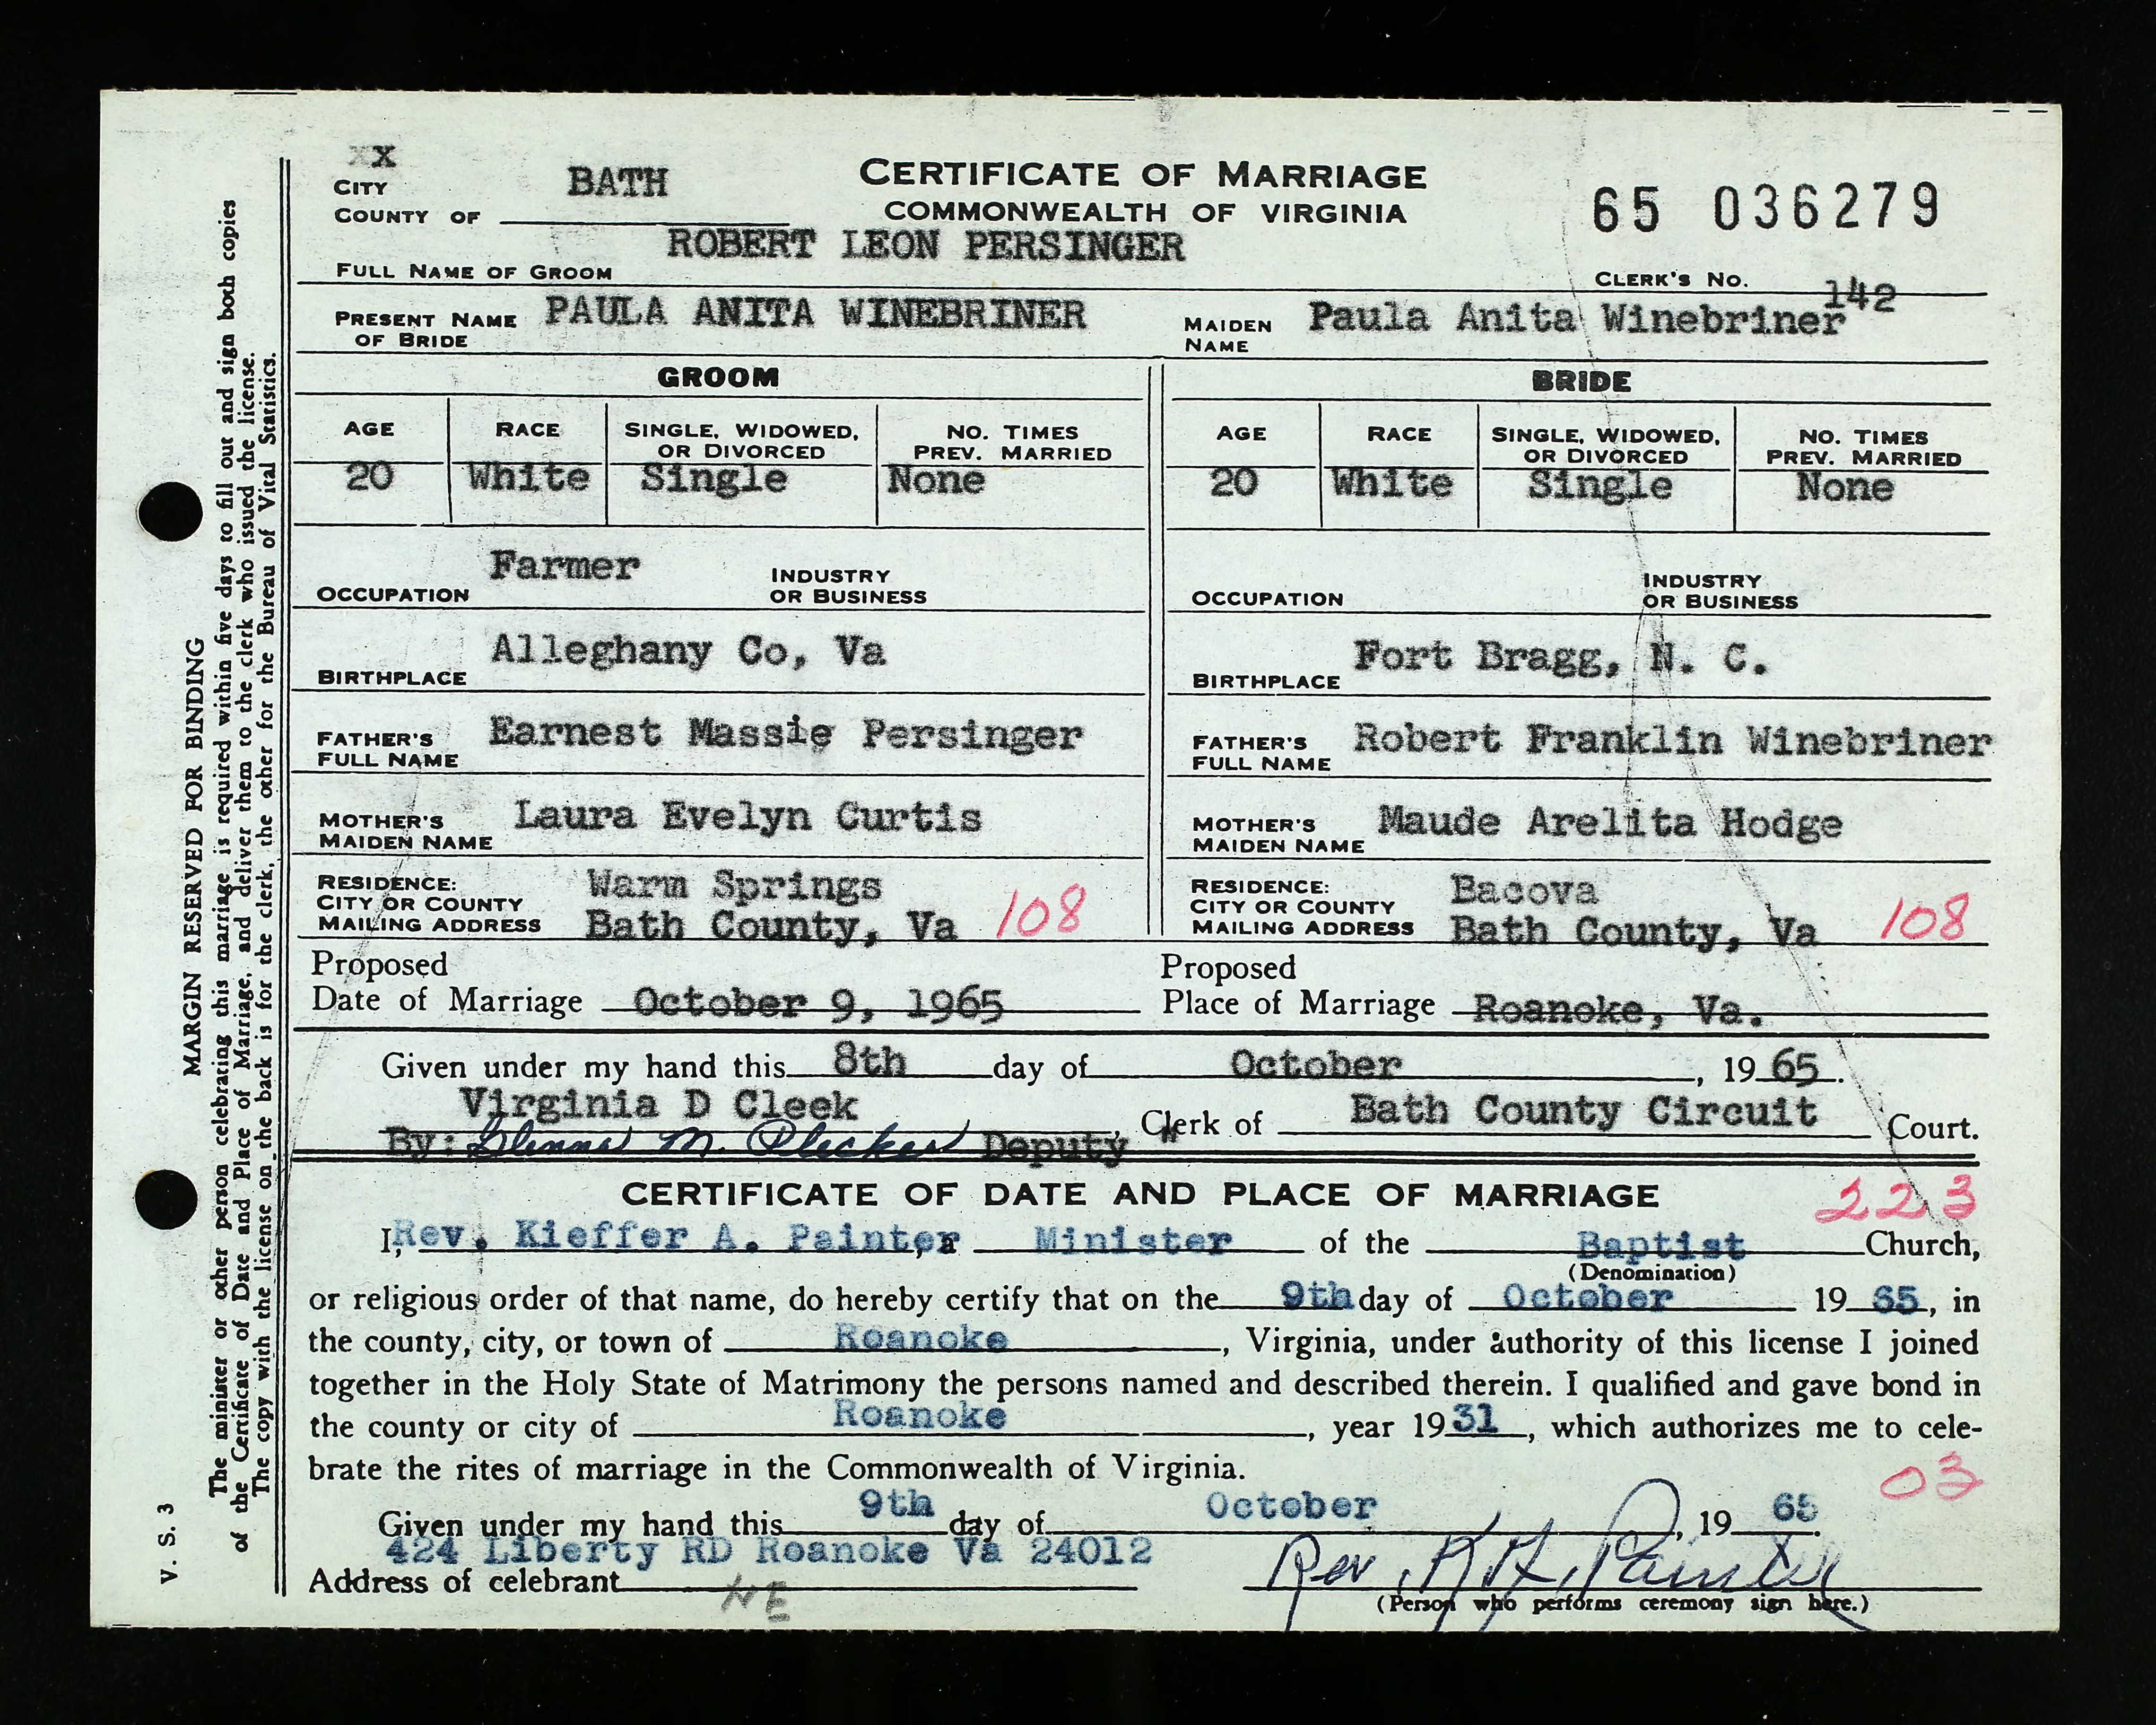 XX
CITY
COUNTY OF BATH
CERTIFICATE OF MARRIAGE
COMMONWEALTH OF VIRGINIA
65 036279
FULL NAME OF GROOM ROBERT LEON PERSINGER
CLERK'S NO. 142
PRESENT NAME OF BRIDE PAULA ANITA WINEBRINER
MAIDEN NAME Paula Anita Winebriner
GROOM
BRIDE
AGE RACE SINGLE, WIDOWED, OR DIVORCED NO. TIMES PREV. MARRIED
20 White Single None
AGE RACE SINGLE, WIDOWED, OR DIVORCED NO. TIMES PREV. MARRIED
20 White Single None
OCCUPATION Farmer INDUSTRY OR BUSINESS
OCCUPATION INDUSTRY OR BUSINESS
BIRTHPLACE Alleghany Co, Va
BIRTHPLACE Fort Bragg, N. C.
FATHER'S FULL NAME Earnest Massie Persinger
FATHER'S FULL NAME Robert Franklin Winebriner
MOTHER'S MAIDEN NAME Laura Evelyn Curtis
MOTHER'S MAIDEN NAME Maude Arelita Hodge
RESIDENCE: Warm Springs
CITY OR COUNTY
MAILING ADDRESS Bath County, Va 108
RESIDENCE: Bacova
CITY OR COUNTY
MAILING ADDRESS Bath County, Va 108
Proposed
Date of Marriage October 9, 1965
Proposed
Place of Marriage Roanoke, Va.
Given under my hand this 8th day of October, 1965.
Virginia D Cleek, Clerk of Bath County Circuit Court.
By: M. Deputy "
CERTIFICATE OF DATE AND PLACE OF MARRIAGE 223
I, Rev. Kieffer A. Painter, a Minister of the Baptist Church,
(Denomination)
or religious order of that name, do hereby certify that on the 9th day of October 1965, in
the county, city, or town of Roanoke, Virginia, under authority of this license I joined
together in the Holy State of Matrimony the persons named and described therein. I qualified and gave bond in
the county or city of Roanoke, year 1931, which authorizes me to cele-
brate the rites of marriage in the Commonwealth of Virginia.
03
Given under my hand this 9th day of October, 1965.
424 Liberty RD Roanoke Va 24012
Address of celebrant NE
Rev. K. A. Painter
(Person who performs ceremony sign here.)
MARGIN RESERVED FOR BINDING
The minister or other person celebrating this marriage is required within five days to fill out and sign both copies
of the Certificate of Date and Place of Marriage, and deliver them to the clerk who issued the license.
The copy with the license on the back is for the clerk, the other for the Bureau of Vital Statistics.
V. S. 3